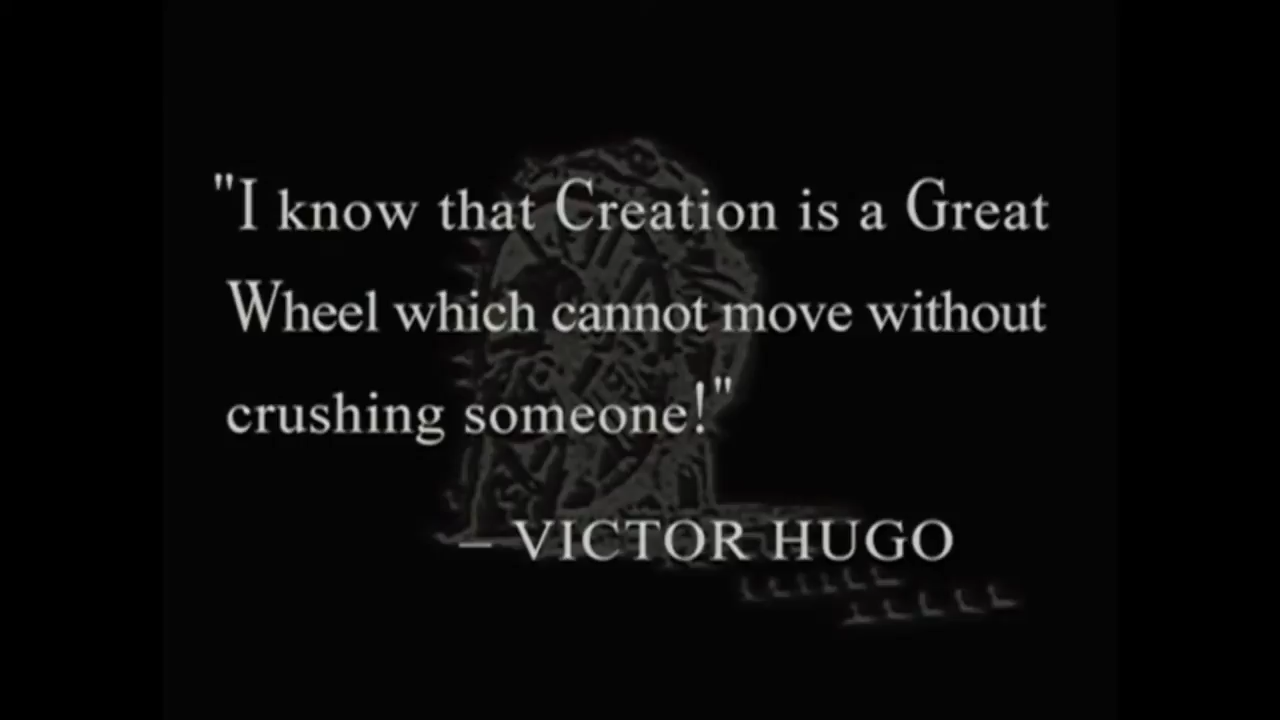 "I know that Creation is a Great
Wheel which cannot move without
crushing someone!"
– VICTOR HUGO